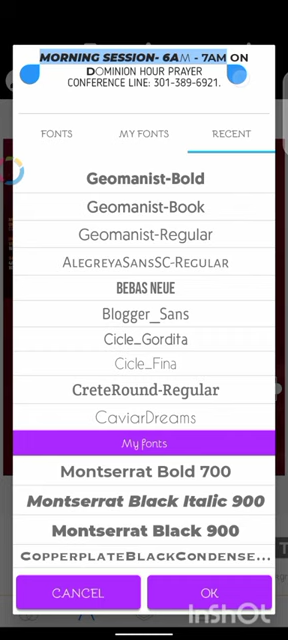 MORNING SESSION- 6AM - 7AM ON
DOMINION HOUR PRAYER
CONFERENCE LINE: 301-389-6921.
FONTS MY FONTS RECENT
Geomanist-Bold
Geomanist-Book
Geomanist-Regular
AlegreyaSansSC-Regular
BEBAS NEUE
Blogger_Sans
Cicle_Gordita
Cicle_Fina
CreteRound-Regular
CaviarDreams
My fonts
Montserrat Bold 700
Montserrat Black Italic 900
Montserrat Black 900
CopperplateBlackCondense...
CANCEL OK
InShOt